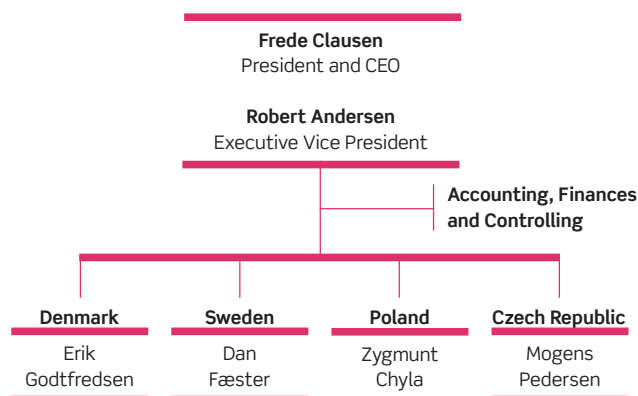 Frede Clausen
President and CEO
Robert Andersen
Executive Vice President
Accounting, Finances
and Controlling
Denmark
Erik
Godtfredsen
Sweden
Dan
Fæster
Poland
Zygmunt
Chyla
Czech Republic
Mogens
Pedersen